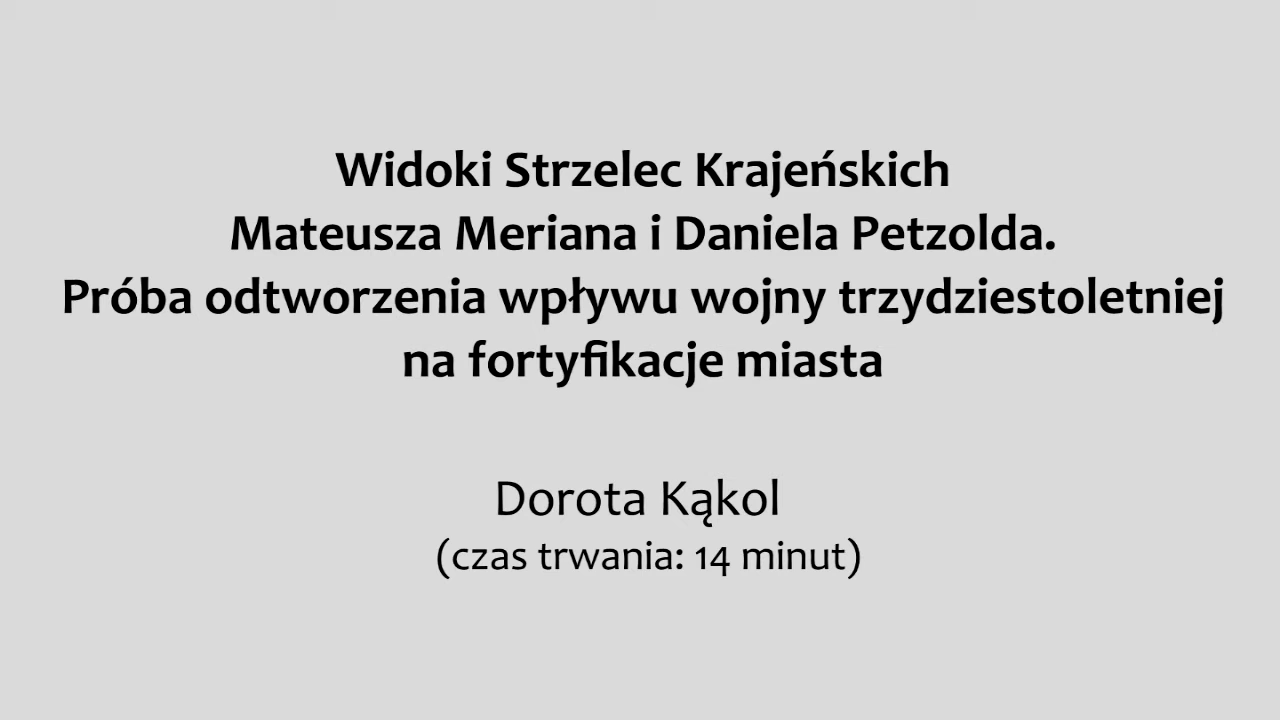 Widoki Strzelec Krajeńskich
Mateusza Meriana i Daniela Petzolda.
Próba odtworzenia wpływu wojny trzydziestoletniej
na fortyfikacje miasta
Dorota Kąkol
(czas trwania: 14 minut)